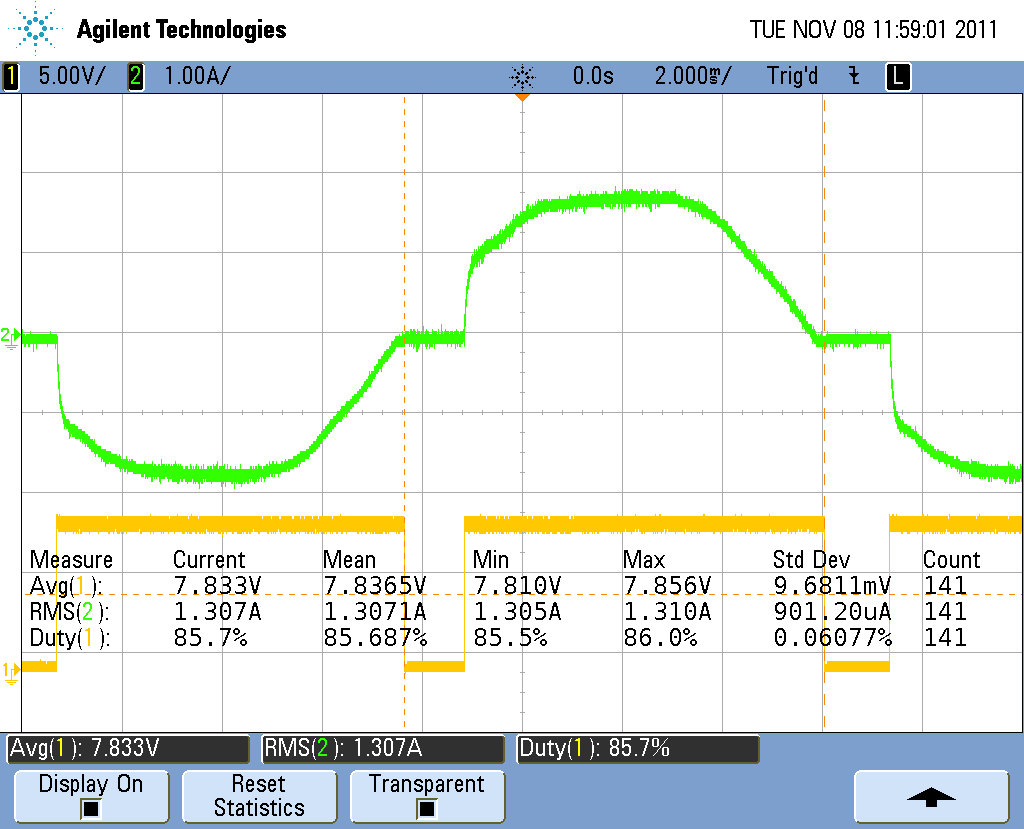 Agilent Technologies TUE NOV 08 11:59:01 2011
1 5.00V/ 2 1.00A/ 0.0s 2.000ms/ Trig'd L
2
Measure Current Mean Min Max Std Dev Count
Avg(1): 7.833V 7.8365V 7.810V 7.856V 9.6811mV 141
RMS(2): 1.307A 1.3071A 1.305A 1.310A 901.20uA 141
Duty(1): 85.7% 85.687% 85.5% 86.0% 0.06077% 141
1
Avg(1): 7.833V RMS(2): 1.307A Duty(1): 85.7%
Display On Reset Transparent
Statistics